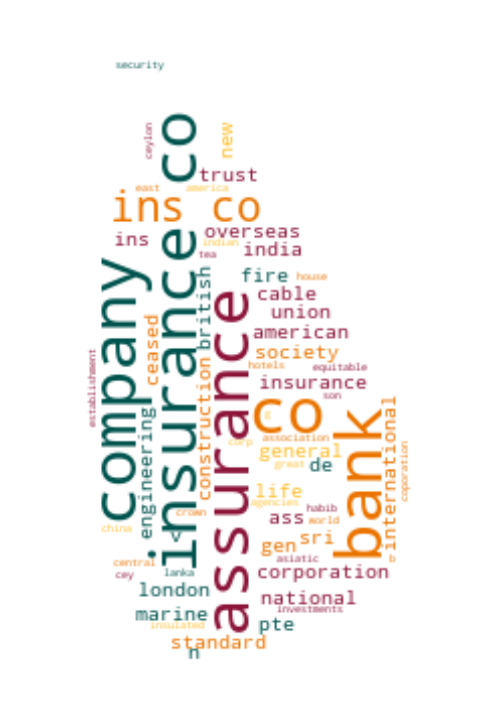 security
insurance co
ceylon
new
trust
east
america
ins co
overseas
ins
indian
india
tea
company
british
fire
house
cable
union
ceased
american
assurance
society
establishment
construction
hotels
equitable
insurance
son
co
bank
international
engineering
corp
association
general
coporation
great
de
life
agencies
crown
ass
habib
world
china
sri
gen
central
asiatic
cey
lanka
corporation
london
national
marine
investments
insulated
pte
standard
n